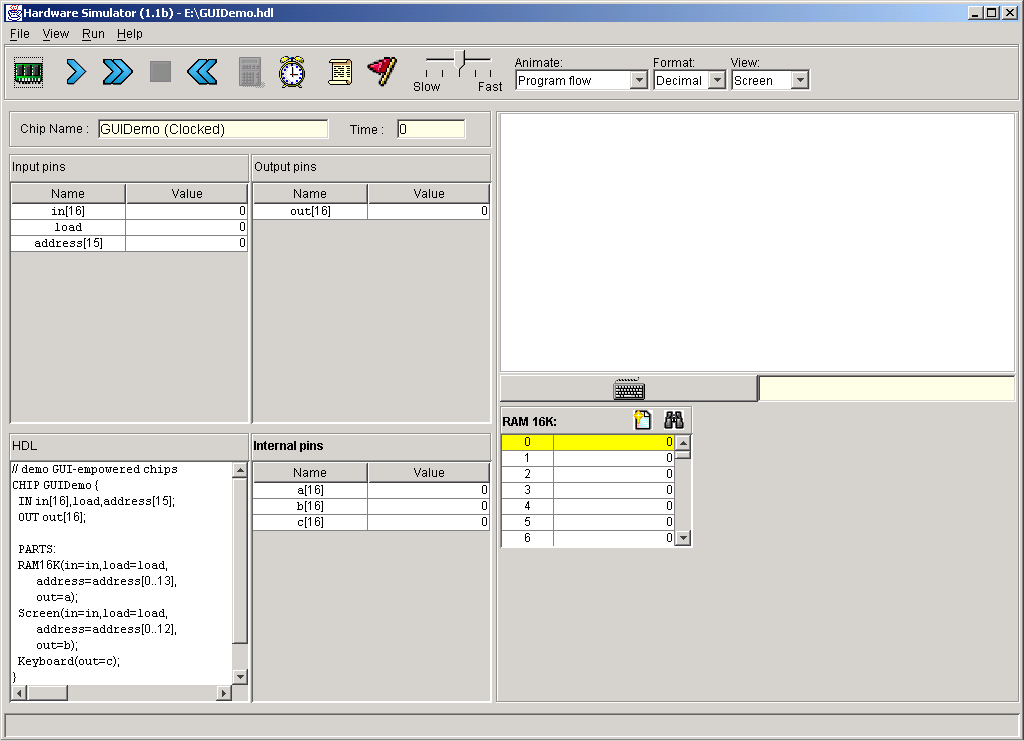 Hardware Simulator (1.1b) - E:\GUIDemo.hdl
File View Run Help
Slow Fast
Animate: Format: View:
Program flow Decimal Screen
Chip Name : GUIDemo (Clocked) Time : 0
Input pins
Name Value
in[16] 0
load 0
address[15] 0
Output pins
Name Value
out[16] 0
HDL
// demo GUI-empowered chips
CHIP GUIDemo {
IN in[16],load,address[15];
OUT out[16];
PARTS:
RAM16K(in=in,load=load,
address=address[0..13],
out=a);
Screen(in=in,load=load,
address=address[0..12],
out=b);
Keyboard(out=c);
}
Internal pins
Name Value
a[16] 0
b[16] 0
c[16] 0
RAM 16K:
0 0
1 0
2 0
3 0
4 0
5 0
6 0